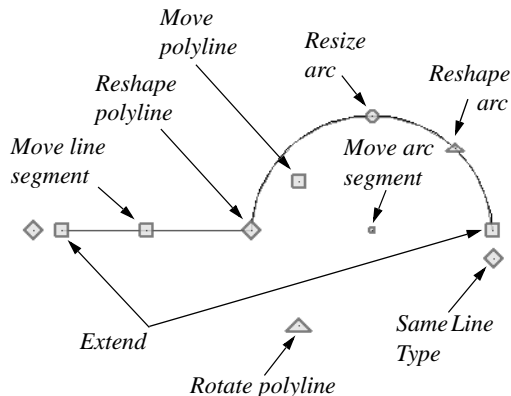 Move
polyline
Resize
arc
Reshape
polyline
Reshape
arc
Move line
segment
Move arc
segment
Extend
Same Line
Type
Rotate polyline